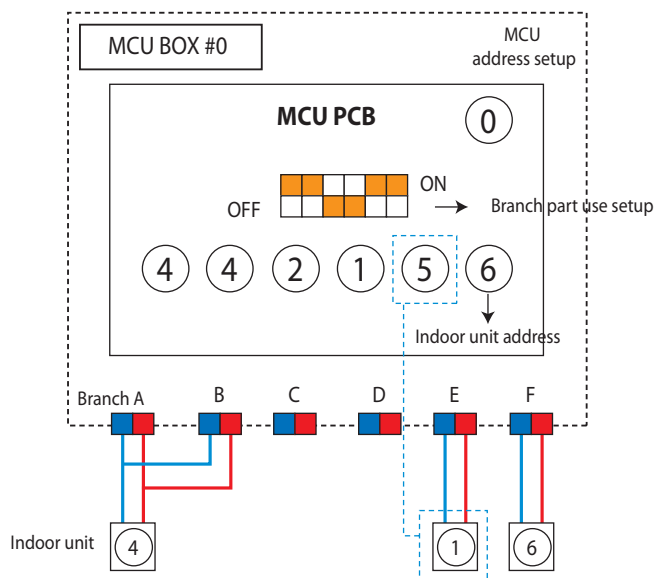 MCU BOX #0
MCU
address setup
MCU PCB
0
ON
OFF
Branch part use setup
4 4 2 1 5 6
Indoor unit address
Branch A B C D E F
Indoor unit 4 1 6